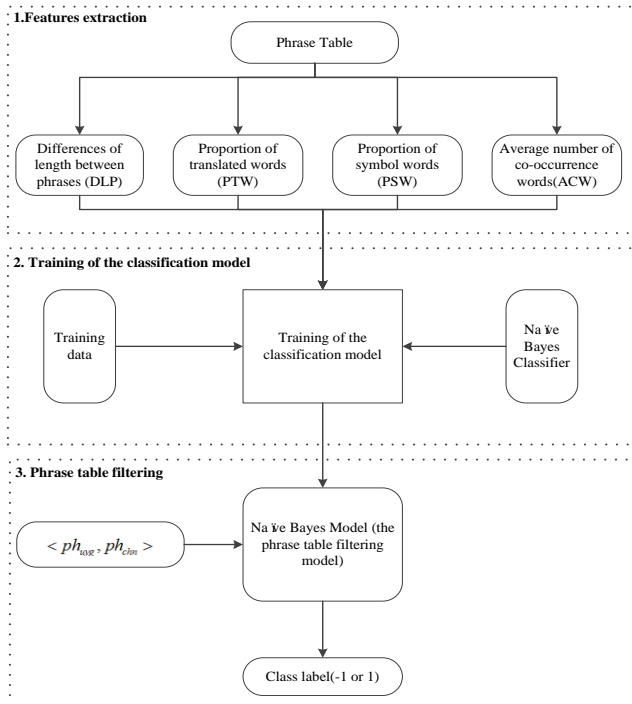 1.Features extraction
Phrase Table
Differences of
length between
phrases (DLP)
Proportion of
translated words
(PTW)
Proportion of
symbol words
(PSW)
Average number of
co-occurrence
words(ACW)
2. Training of the classification model
Training
data
Training of the
classification model
Naïve
Bayes
Classifier
3. Phrase table filtering
< ph_uyg , ph_chn >
Naïve Bayes Model (the
phrase table filtering
model)
Class label(-1 or 1)